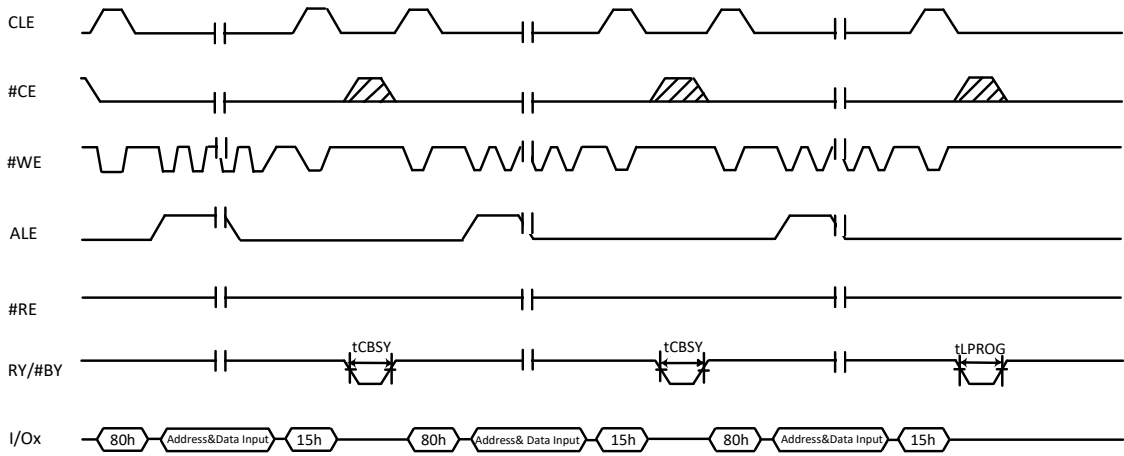 CLE
#CE
#WE
ALE
#RE
RY/#BY tCBSY tCBSY tLPROG
I/Ox 80h Address&Data Input 15h 80h Address& Data Input 15h 80h Address&Data Input 15h